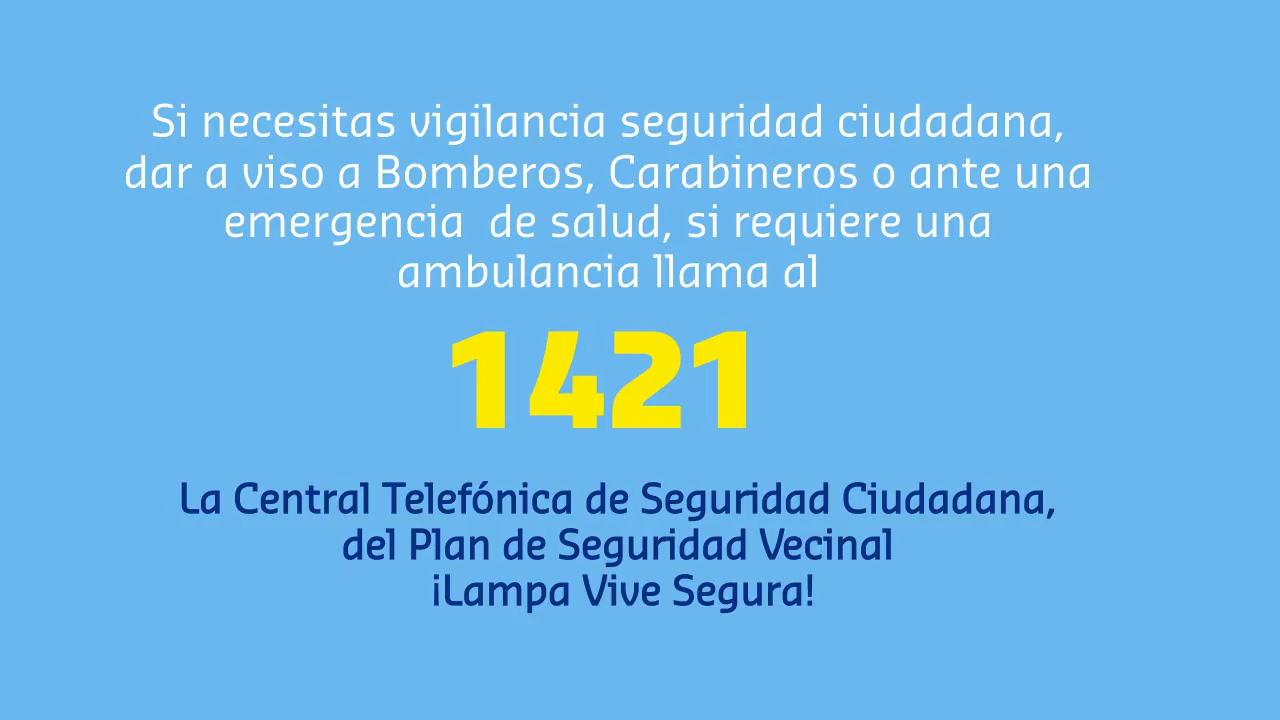 Si necesitas vigilancia seguridad ciudadana,
dar a viso a Bomberos, Carabineros o ante una
emergencia  de salud, si requiere una
ambulancia llama al
1421
La Central Telefónica de Seguridad Ciudadana,
del Plan de Seguridad Vecinal
¡Lampa Vive Segura!